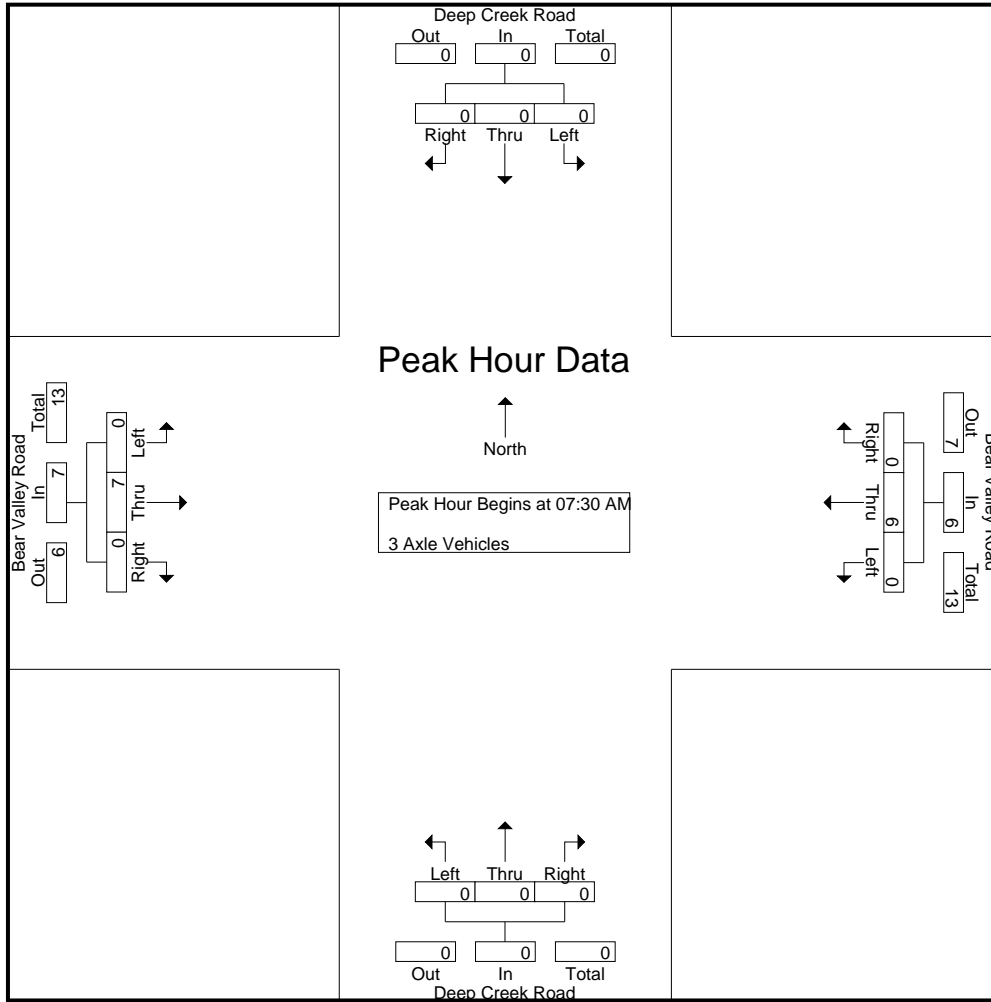 Deep Creek Road
Out In Total
0 0 0
0 0 0
Right Thru Left
Peak Hour Data
North
Peak Hour Begins at 07:30 AM
3 Axle Vehicles
Bear Valley Road
Total In Out
13 7 6
0 7 0
Left Thru Right
Bear Valley Road
Out In Total
7 6 13
0 6 0
Right Thru Left
Left Thru Right
0 0 0
0 0 0
Out In Total
Deep Creek Road